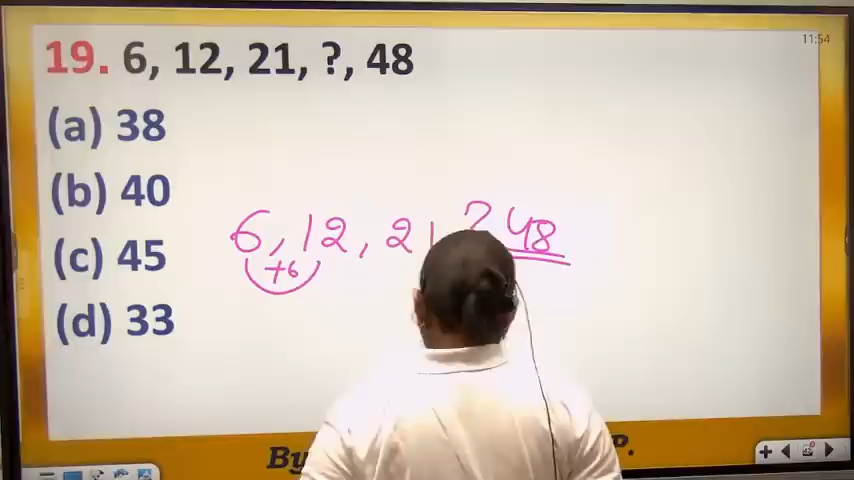 19. 6, 12, 21, ?, 48
11:54
(a) 38
(b) 40
(c) 45
(d) 33
6, 12, 21 ? 48
+6
By
P.